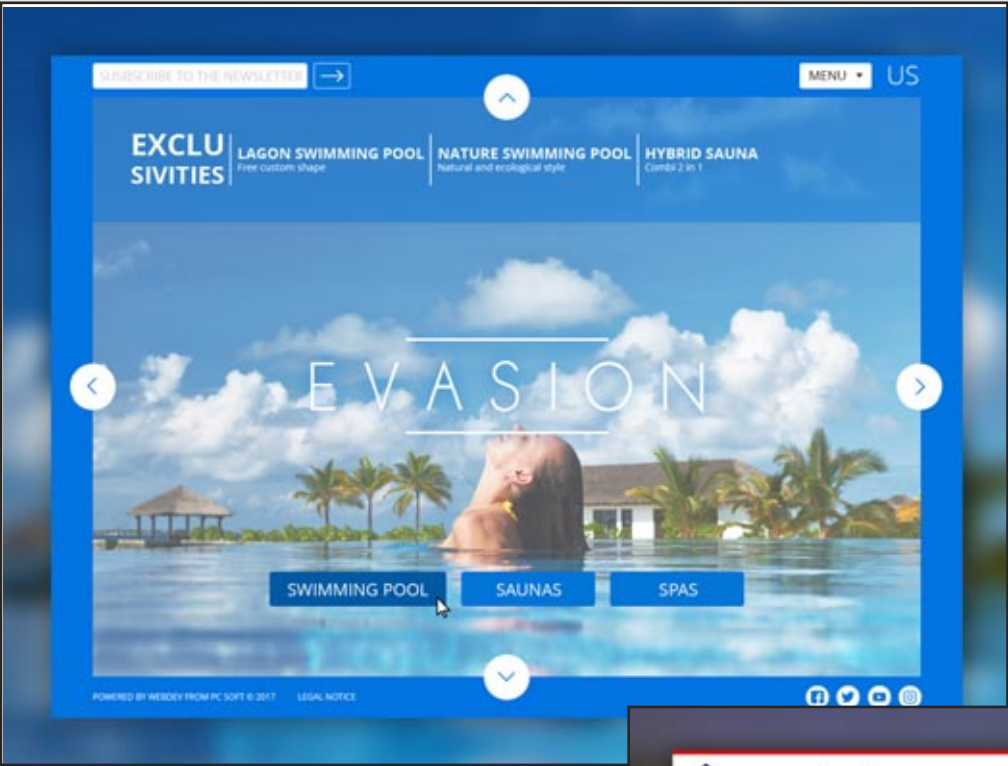 SUSBSCRIBE TO THE NEWSLETTER
MENU
US
EXCLU
SIVITIES
LAGON SWIMMING POOL
Free custom shape
NATURE SWIMMING POOL
Natural and ecological style
HYBRID SAUNA
Combi 2 in 1
EVASION
SWIMMING POOL
SAUNAS
SPAS
POWERED BY WEBDEV FROM PC SOFT © 2017
LEGAL NOTICE